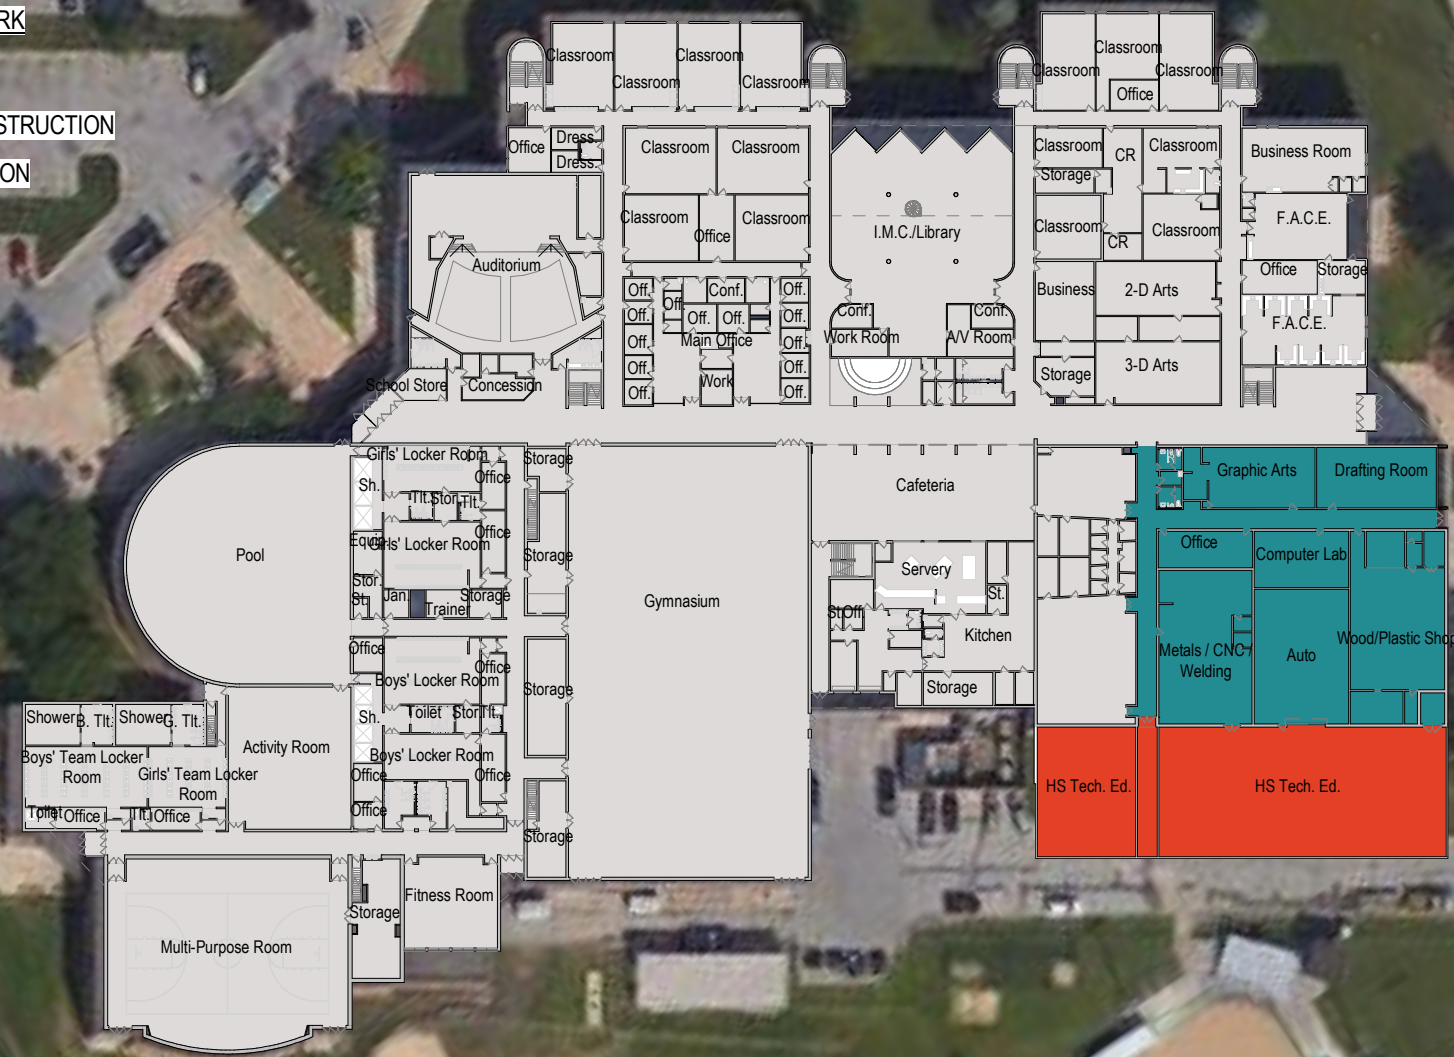 RK
STRUCTION
ON
Classroom
Classroom
Classroom
Classroom
Classroom
Classroom
Classroom
Office
Office
Dress.
Dress.
Classroom
Classroom
Classroom
Office
Classroom
Auditorium
Off.
Off.
Off.
Off.
Off.
Off.
Conf.
Off.
Off.
Main Office
Work
Off.
Off.
Off.
Off.
Off.
School Store
Concession
I.M.C./Library
Conf.
Work Room
Conf.
A/V Room
Classroom
CR
Classroom
Storage
Classroom
CR
Classroom
Business
2-D Arts
3-D Arts
Storage
Business Room
F.A.C.E.
Office
Storage
F.A.C.E.
Pool
Girls' Locker Room
Sh.
Office
Tlt.
Stor.
Tlt.
Equip.
Girls' Locker Room
Office
Stor.
St.
Jan.
Trainer
Storage
Office
Boys' Locker Room
Office
Sh.
Toilet
Stor.
Tlt.
Boys' Locker Room
Office
Office
Office
Storage
Storage
Storage
Storage
Gymnasium
Cafeteria
Servery
St.
St.
Off.
Kitchen
Storage
Graphic Arts
Drafting Room
Office
Computer Lab
Metals / CNC /
Welding
Auto
Wood/Plastic Shop
HS Tech. Ed.
HS Tech. Ed.
Shower
B. Tlt.
Shower
G. Tlt.
Boys' Team Locker
Room
Girls' Team Locker
Room
Toilet
Office
Tlt.
Office
Activity Room
Multi-Purpose Room
Storage
Fitness Room